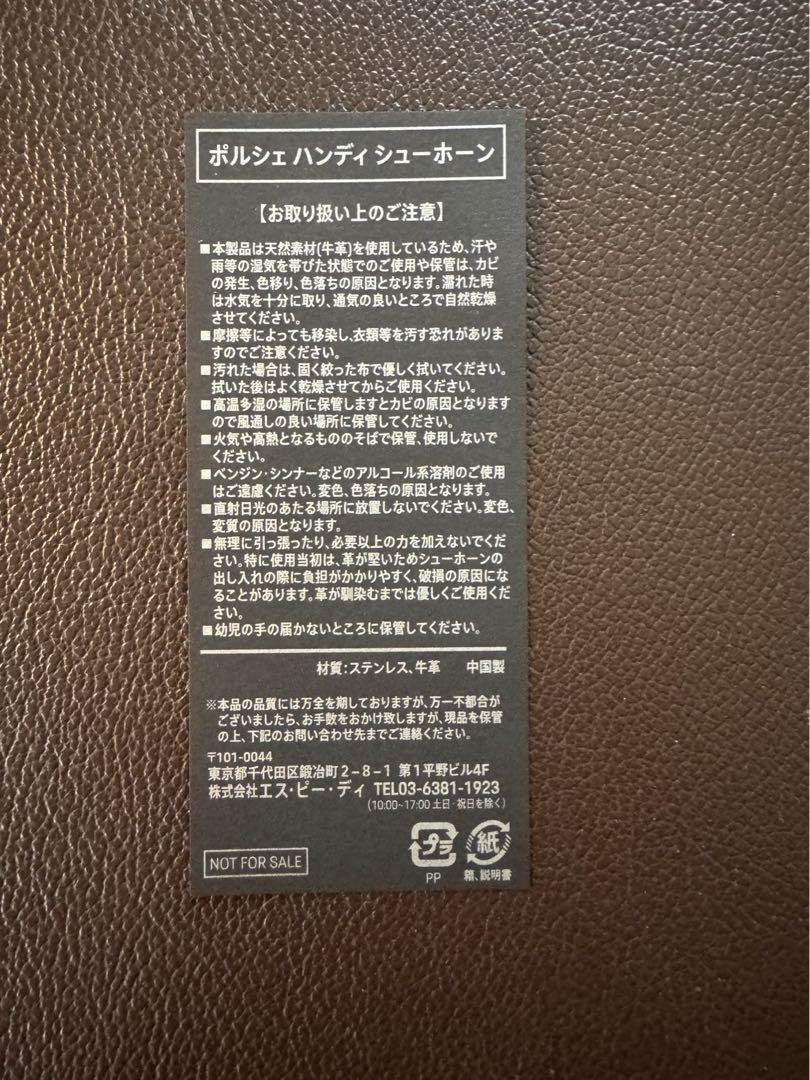 ポルシェ ハンディ シューホーン
【お取り扱い上のご注意】
■本製品は天然素材(牛革)を使用しているため、汗や
雨等の湿気を帯びた状態でのご使用や保管は、カビ
の発生、色移り、色落ちの原因となります。濡れた時
は水気を十分に取り、通気の良いところで自然乾燥
させてください。
■摩擦等によっても移染し、衣類等を汚す恐れがありま
すのでご注意ください。
■汚れた場合は、固く絞った布で優しく拭いてください。
拭いた後はよく乾燥させてからご使用ください。
■高温多湿の場所に保管しますとカビの原因となります
ので風通しの良い場所に保管してください。
■火気や高熱となるもののそばで保管、使用しないで
ください。
■ベンジン・シンナーなどのアルコール系溶剤のご使用
はご遠慮ください。変色、色落ちの原因となります。
■直射日光のあたる場所に放置しないでください。変色、
変質の原因となります。
■無理に引っ張ったり、必要以上の力を加えないでくだ
さい。特に使用当初は、革が堅いためシューホーンの
出し入れの際に負担がかかりやすく、破損の原因にな
ることがあります。革が馴染むまでは優しくご使用くだ
さい。
■幼児の手の届かないところに保管してください。
材質:ステンレス、牛革 中国製
※本品の品質には万全を期しておりますが、万一不都合が
ございましたら、お手数をおかけ致しますが、現品を保管
の上、下記のお問い合わせ先までご連絡ください。
〒101-0044
東京都千代田区鍛冶町2-8-1 第1平野ビル4F
株式会社エス・ピー・ディ TEL03-6381-1923
(10:00~17:00 土日・祝日を除く)
NOT FOR SALE
プラ
紙
PP
箱、説明書